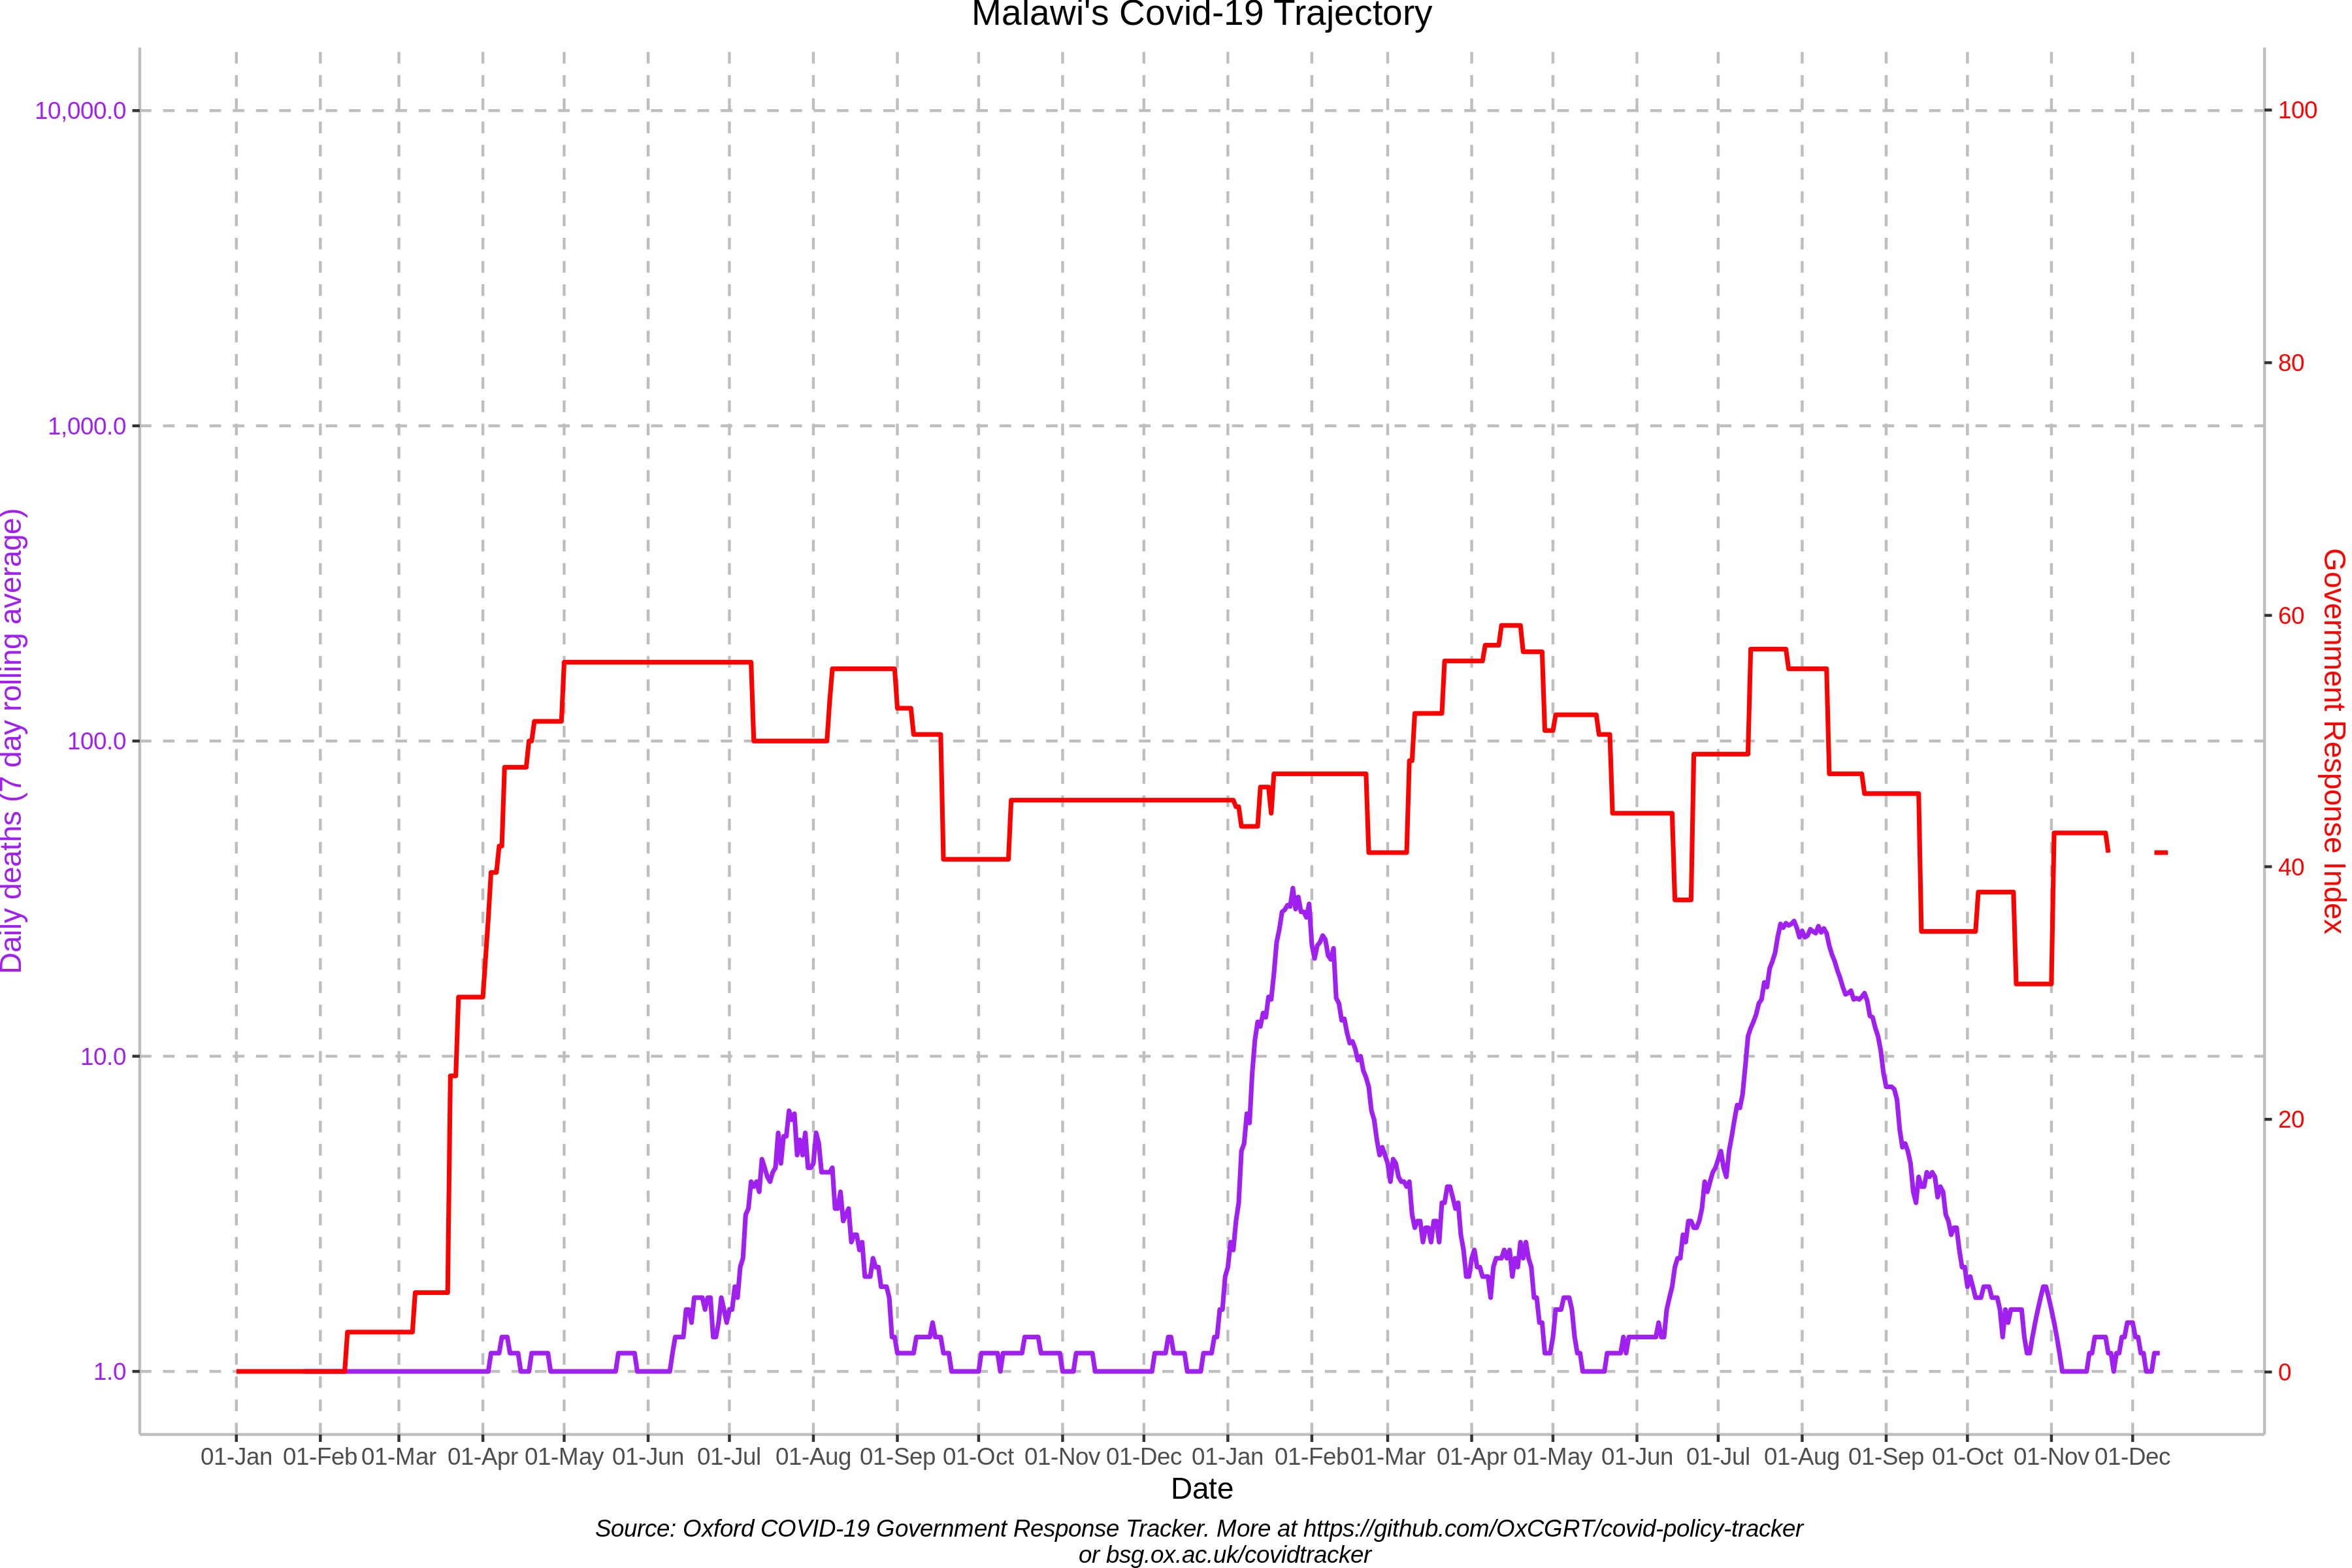 Malawi's Covid-19 Trajectory
10,000.0
1,000.0
100.0
10.0
1.0
Daily deaths (7 day rolling average)
100
80
60
40
20
0
Government Response Index
01-Jan 01-Feb 01-Mar 01-Apr 01-May 01-Jun 01-Jul 01-Aug 01-Sep 01-Oct 01-Nov 01-Dec 01-Jan 01-Feb 01-Mar 01-Apr 01-May 01-Jun 01-Jul 01-Aug 01-Sep 01-Oct 01-Nov 01-Dec
Date
Source: Oxford COVID-19 Government Response Tracker. More at https://github.com/OxCGRT/covid-policy-tracker
or bsg.ox.ac.uk/covidtracker